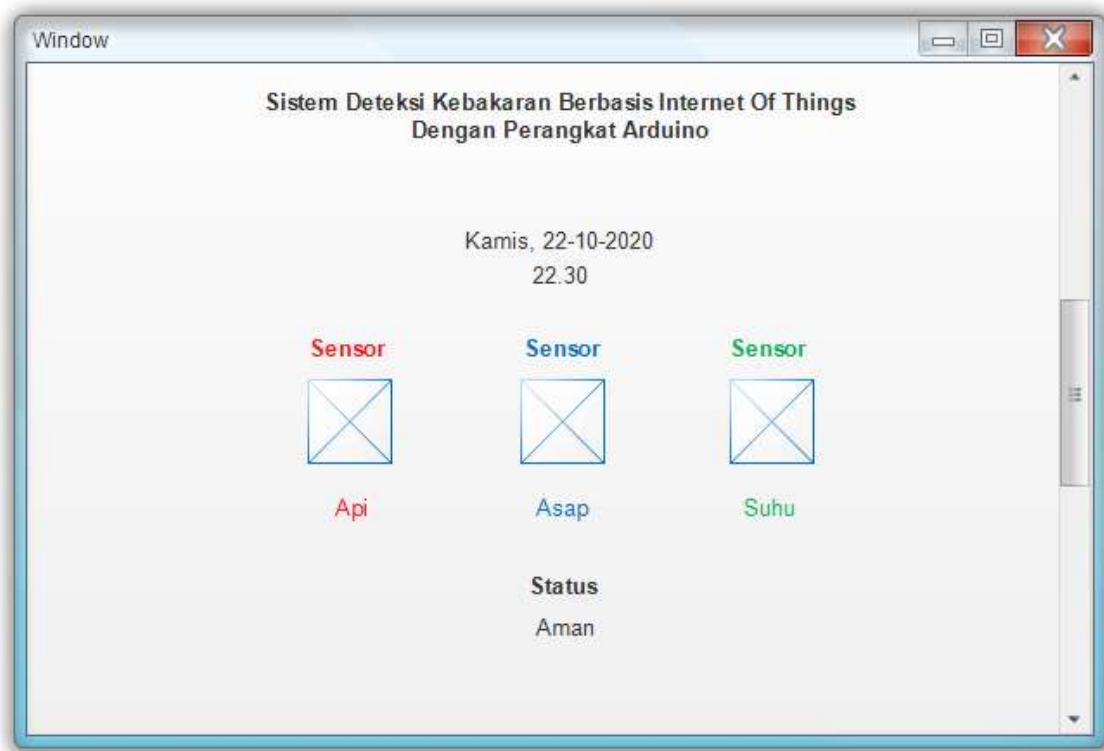 Window
Sistem Deteksi Kebakaran Berbasis Internet Of Things
Dengan Perangkat Arduino
Kamis, 22-10-2020
22.30
Sensor Sensor Sensor
Api Asap Suhu
Status
Aman